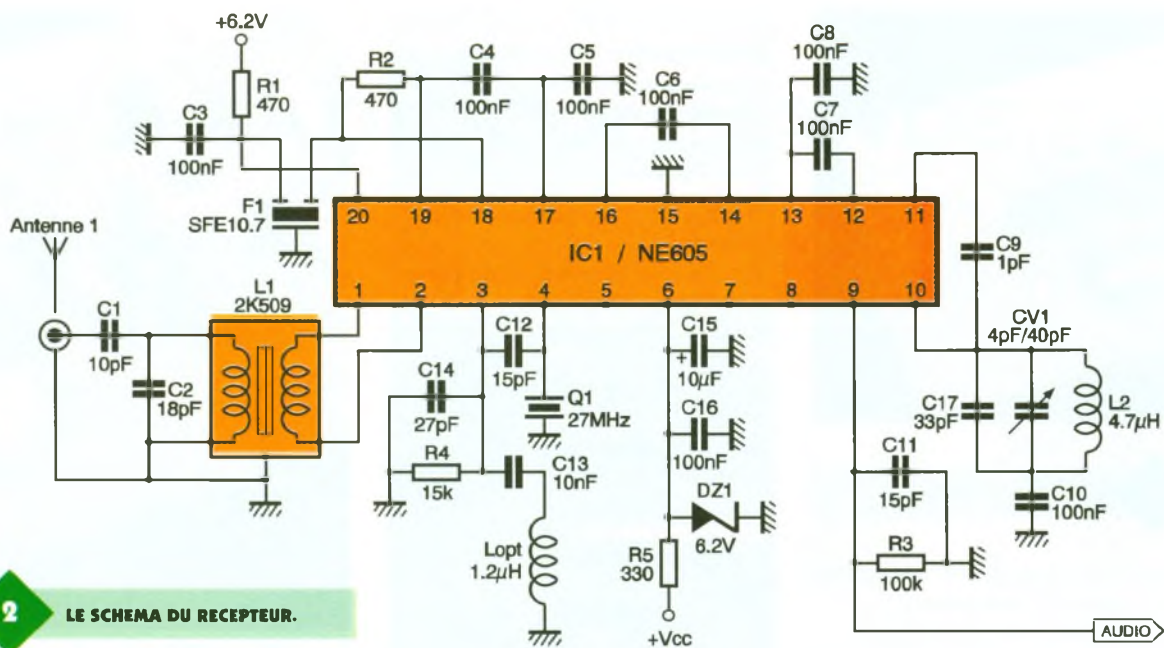 +6.2V
R1
470
C3
100nF
R2
470
C4
100nF
C5
100nF
C6
100nF
C8
100nF
C7
100nF
F1
SFE10.7
20 19 18 17 16 15 14 13 12 11
IC1 / NE605
1 2 3 4 5 6 7 8 9 10
Antenne 1
C1
10pF
C2
18pF
L1
2K509
C12
15pF
C14
27pF
R4
15k
C13
10nF
Q1
27MHz
Lopt
1.2µH
C15
+
10µF
C16
100nF
DZ1
6.2V
R5
330
+Vcc
C9
1pF
CV1
4pF/40pF
C17
33pF
L2
4.7µH
C11
15pF
C10
100nF
R3
100k
AUDIO
2
LE SCHEMA DU RECEPTEUR.